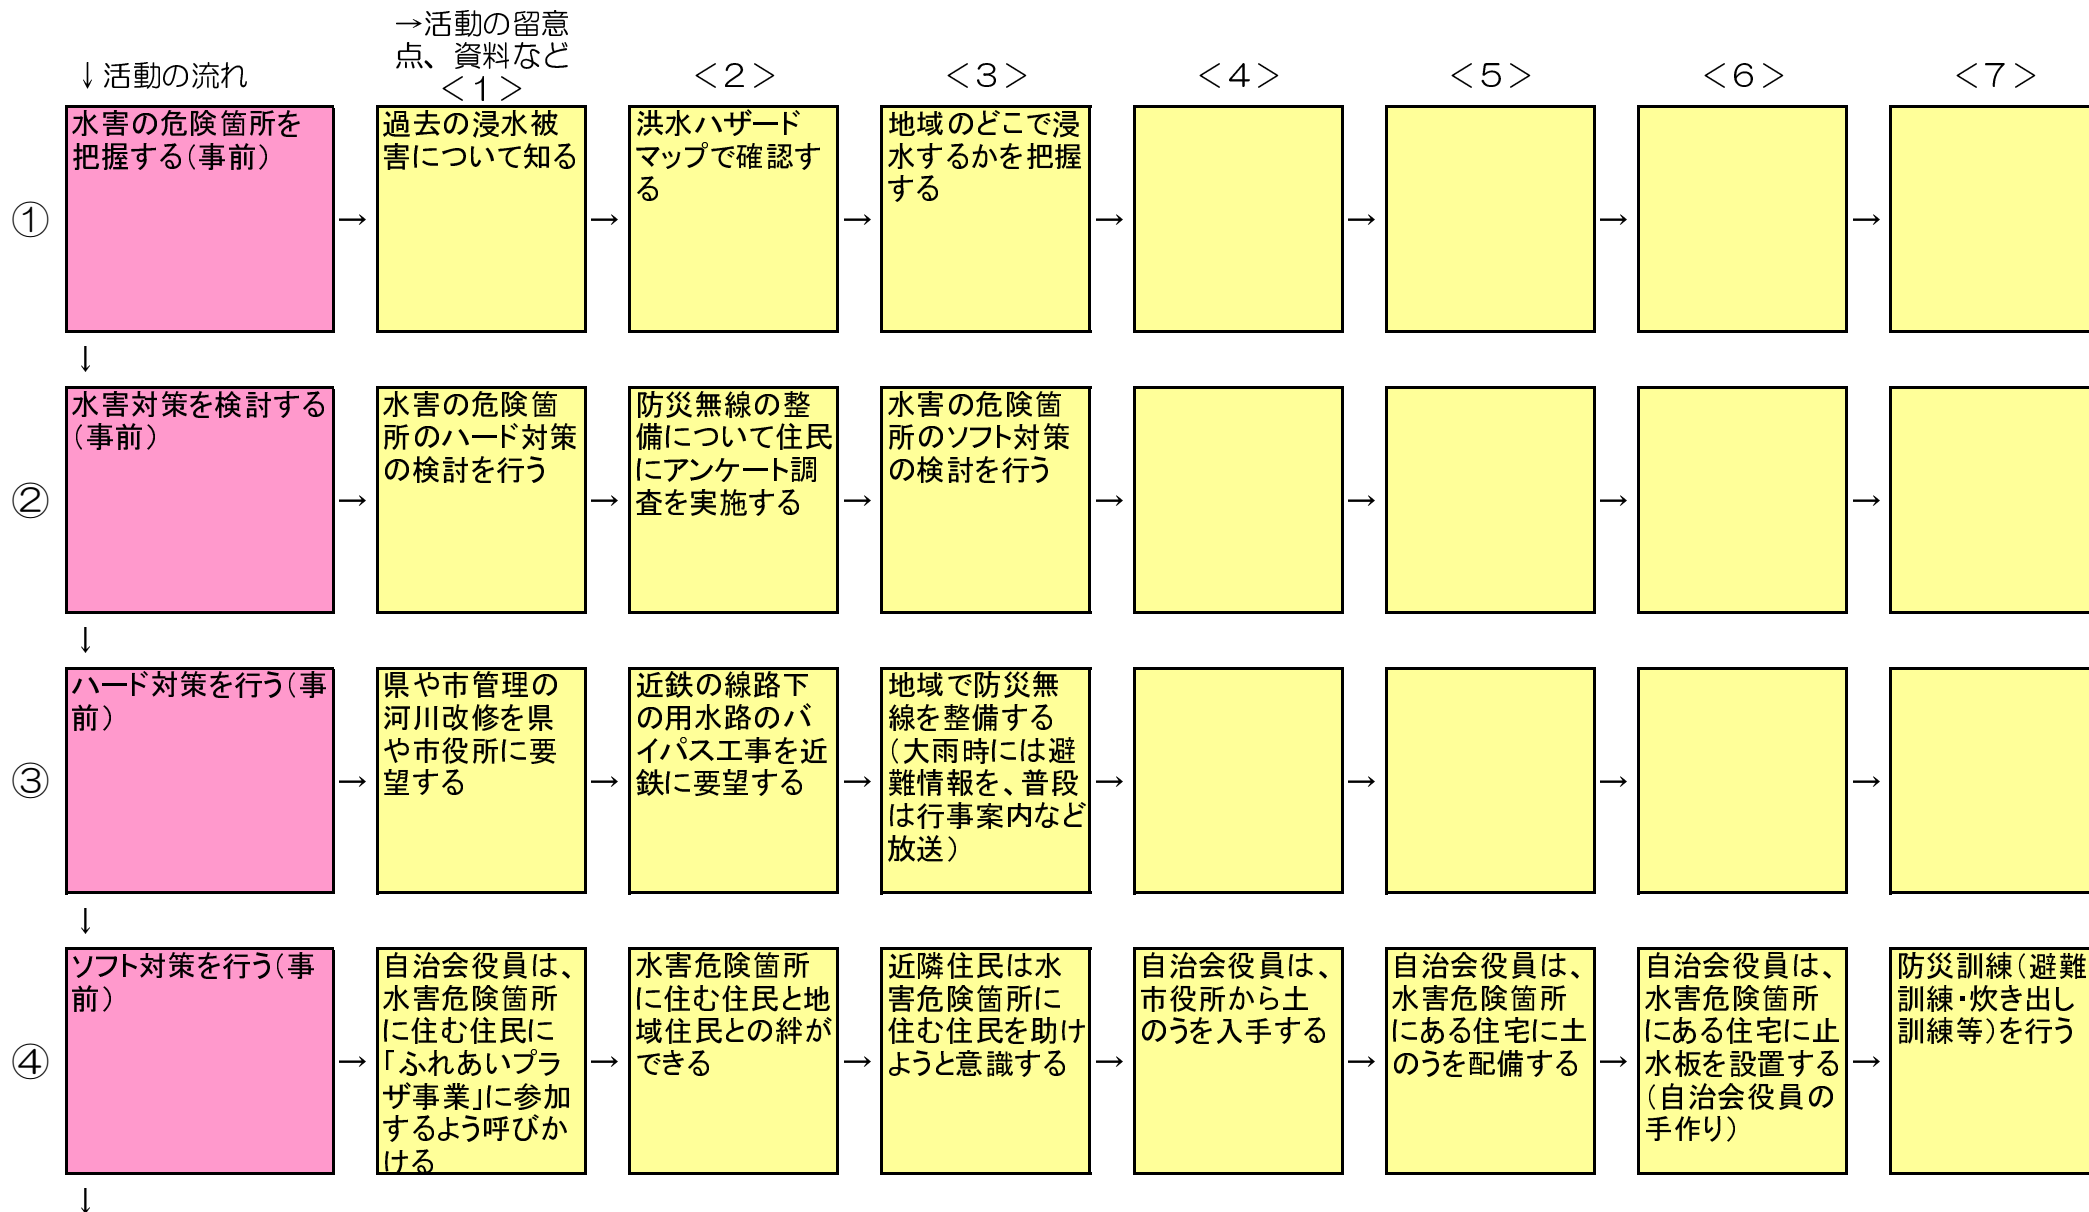 →活動の留意
点、資料など
↓活動の流れ
＜１＞
＜２＞
＜３＞
＜４＞
＜５＞
＜６＞
＜７＞
①
水害の危険箇所を
把握する（事前）
→
過去の浸水被
害について知る
→
洪水ハザード
マップで確認す
る
→
地域のどこで浸
水するかを把握
する
→
→
→
→
↓
②
水害対策を検討する
（事前）
→
水害の危険箇
所のハード対策
の検討を行う
→
防災無線の整
備について住民
にアンケート調
査を実施する
→
水害の危険箇
所のソフト対策
の検討を行う
→
→
→
→
↓
③
ハード対策を行う（事
前）
→
県や市管理の
河川改修を県
や市役所に要
望する
→
近鉄の線路下
の用水路のバ
イパス工事を近
鉄に要望する
→
地域で防災無
線を整備する
（大雨時には避
難情報を、普段
は行事案内など
放送）
→
→
→
→
↓
④
ソフト対策を行う（事
前）
→
自治会役員は、
水害危険箇所
に住む住民に
「ふれあいプラ
ザ事業」に参加
するよう呼びか
ける
→
水害危険箇所
に住む住民と地
域住民との絆が
できる
→
近隣住民は水
害危険箇所に
住む住民を助け
ようと意識する
→
自治会役員は、
市役所から土
のうを入手する
→
自治会役員は、
水害危険箇所
にある住宅に土
のうを配備する
→
自治会役員は、
水害危険箇所
にある住宅に止
水板を設置する
（自治会役員の
手作り）
→
防災訓練（避難
訓練・炊き出し
訓練等）を行う
↓